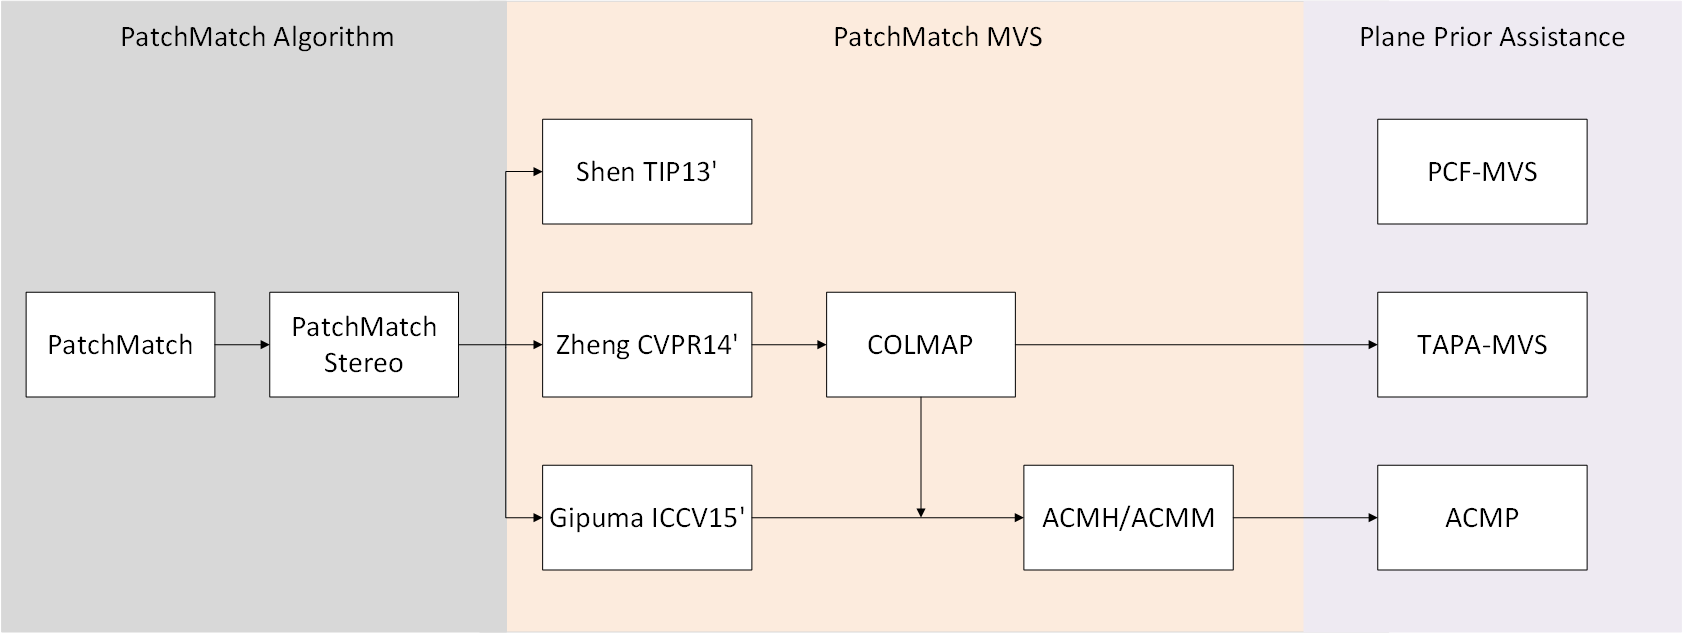 PatchMatch Algorithm
PatchMatch MVS
Plane Prior Assistance
Shen TIP13'
PCF-MVS
PatchMatch
PatchMatch
Stereo
Zheng CVPR14'
COLMAP
TAPA-MVS
Gipuma ICCV15'
ACMH/ACMM
ACMP